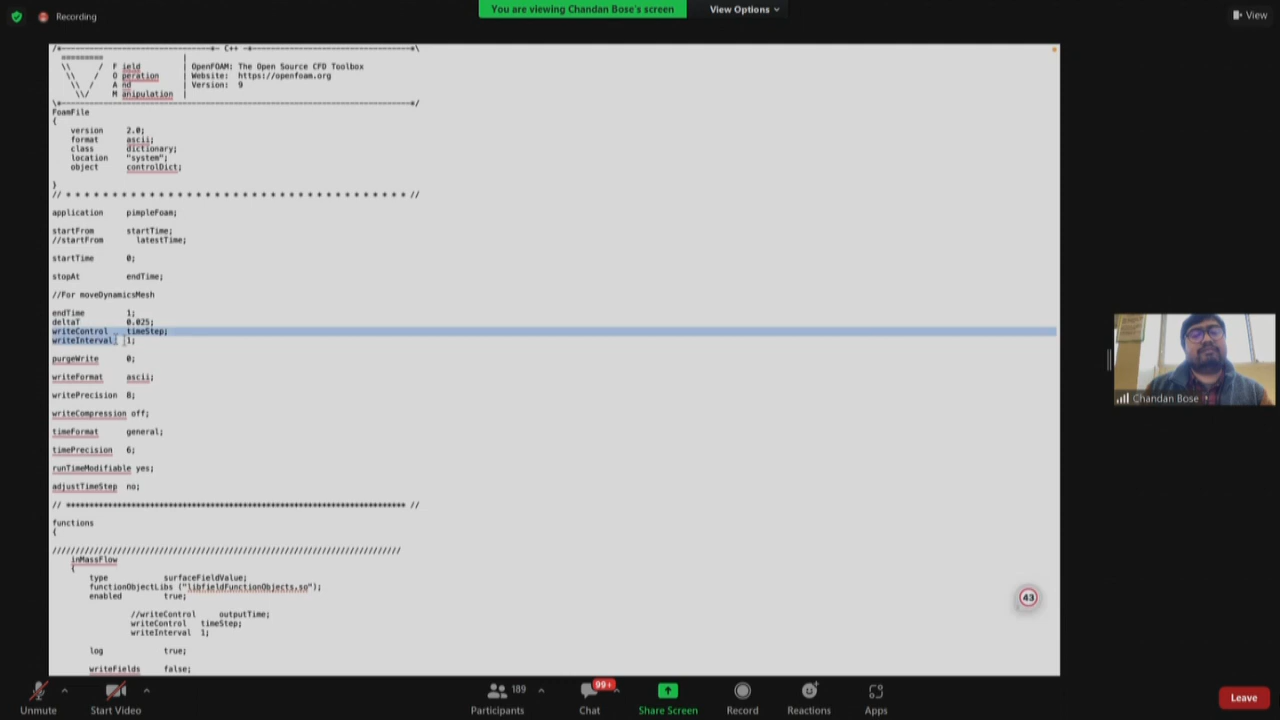 Recording
You are viewing Chandan Bose's screen
View Options
View
/*---------------------------------*- C++ -*----------------------------------*\
=========                 |
\\      /  F ield         | OpenFOAM: The Open Source CFD Toolbox
\\    /   O peration     | Website:  https://openfoam.org
\\  /    A nd           | Version:  9
\\/     M anipulation  |
\*---------------------------------------------------------------------------*/
FoamFile
{
version     2.0;
format      ascii;
class       dictionary;
location    "system";
object      controlDict;
}
// * * * * * * * * * * * * * * * * * * * * * * * * * * * * * * * * * * * * * //
application     pimpleFoam;
startFrom       startTime;
//startFrom       latestTime;
startTime       0;
stopAt          endTime;
//For moveDynamicsMesh
endTime         1;
deltaT          0.025;
writeControl    timeStep;
writeInterval   1;
purgeWrite      0;
writeFormat     ascii;
writePrecision  8;
writeCompression off;
timeFormat      general;
timePrecision   6;
runTimeModifiable yes;
adjustTimeStep  no;
// ************************************************************************* //
functions
{
///////////////////////////////////////////////////////////////////////////
inMassFlow
{
type            surfaceFieldValue;
functionObjectLibs ("libfieldFunctionObjects.so");
enabled         true;
//writeControl     outputTime;
writeControl   timeStep;
writeInterval  1;
log             true;
writeFields     false;
43
Chandan Bose
Unmute
Start Video
Participants
189
Chat
99+
Share Screen
Record
Reactions
Apps
Leave